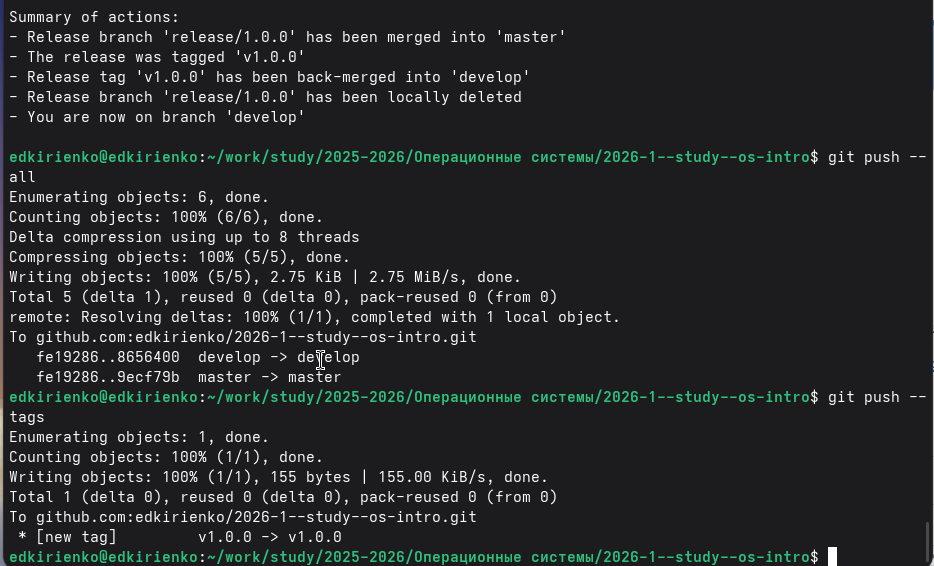 Summary of actions:
- Release branch 'release/1.0.0' has been merged into 'master'
- The release was tagged 'v1.0.0'
- Release tag 'v1.0.0' has been back-merged into 'develop'
- Release branch 'release/1.0.0' has been locally deleted
- You are now on branch 'develop'
edkirienko@edkirienko:~/work/study/2025-2026/Операционные системы/2026-1--study--os-intro$ git push --
all
Enumerating objects: 6, done.
Counting objects: 100% (6/6), done.
Delta compression using up to 8 threads
Compressing objects: 100% (5/5), done.
Writing objects: 100% (5/5), 2.75 KiB | 2.75 MiB/s, done.
Total 5 (delta 1), reused 0 (delta 0), pack-reused 0 (from 0)
remote: Resolving deltas: 100% (1/1), completed with 1 local object.
To github.com:edkirienko/2026-1--study--os-intro.git
   fe19286..8656400  develop -> develop
   fe19286..9ecf79b  master -> master
edkirienko@edkirienko:~/work/study/2025-2026/Операционные системы/2026-1--study--os-intro$ git push --
tags
Enumerating objects: 1, done.
Counting objects: 100% (1/1), done.
Writing objects: 100% (1/1), 155 bytes | 155.00 KiB/s, done.
Total 1 (delta 0), reused 0 (delta 0), pack-reused 0 (from 0)
To github.com:edkirienko/2026-1--study--os-intro.git
 * [new tag]         v1.0.0 -> v1.0.0
edkirienko@edkirienko:~/work/study/2025-2026/Операционные системы/2026-1--study--os-intro$